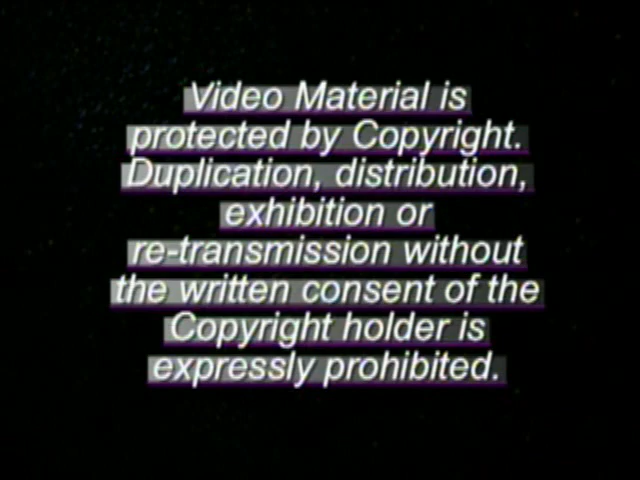 Video Material is
protected by Copyright.
Duplication, distribution,
exhibition or
re-transmission without
the written consent of the
Copyright holder is
expressly prohibited.